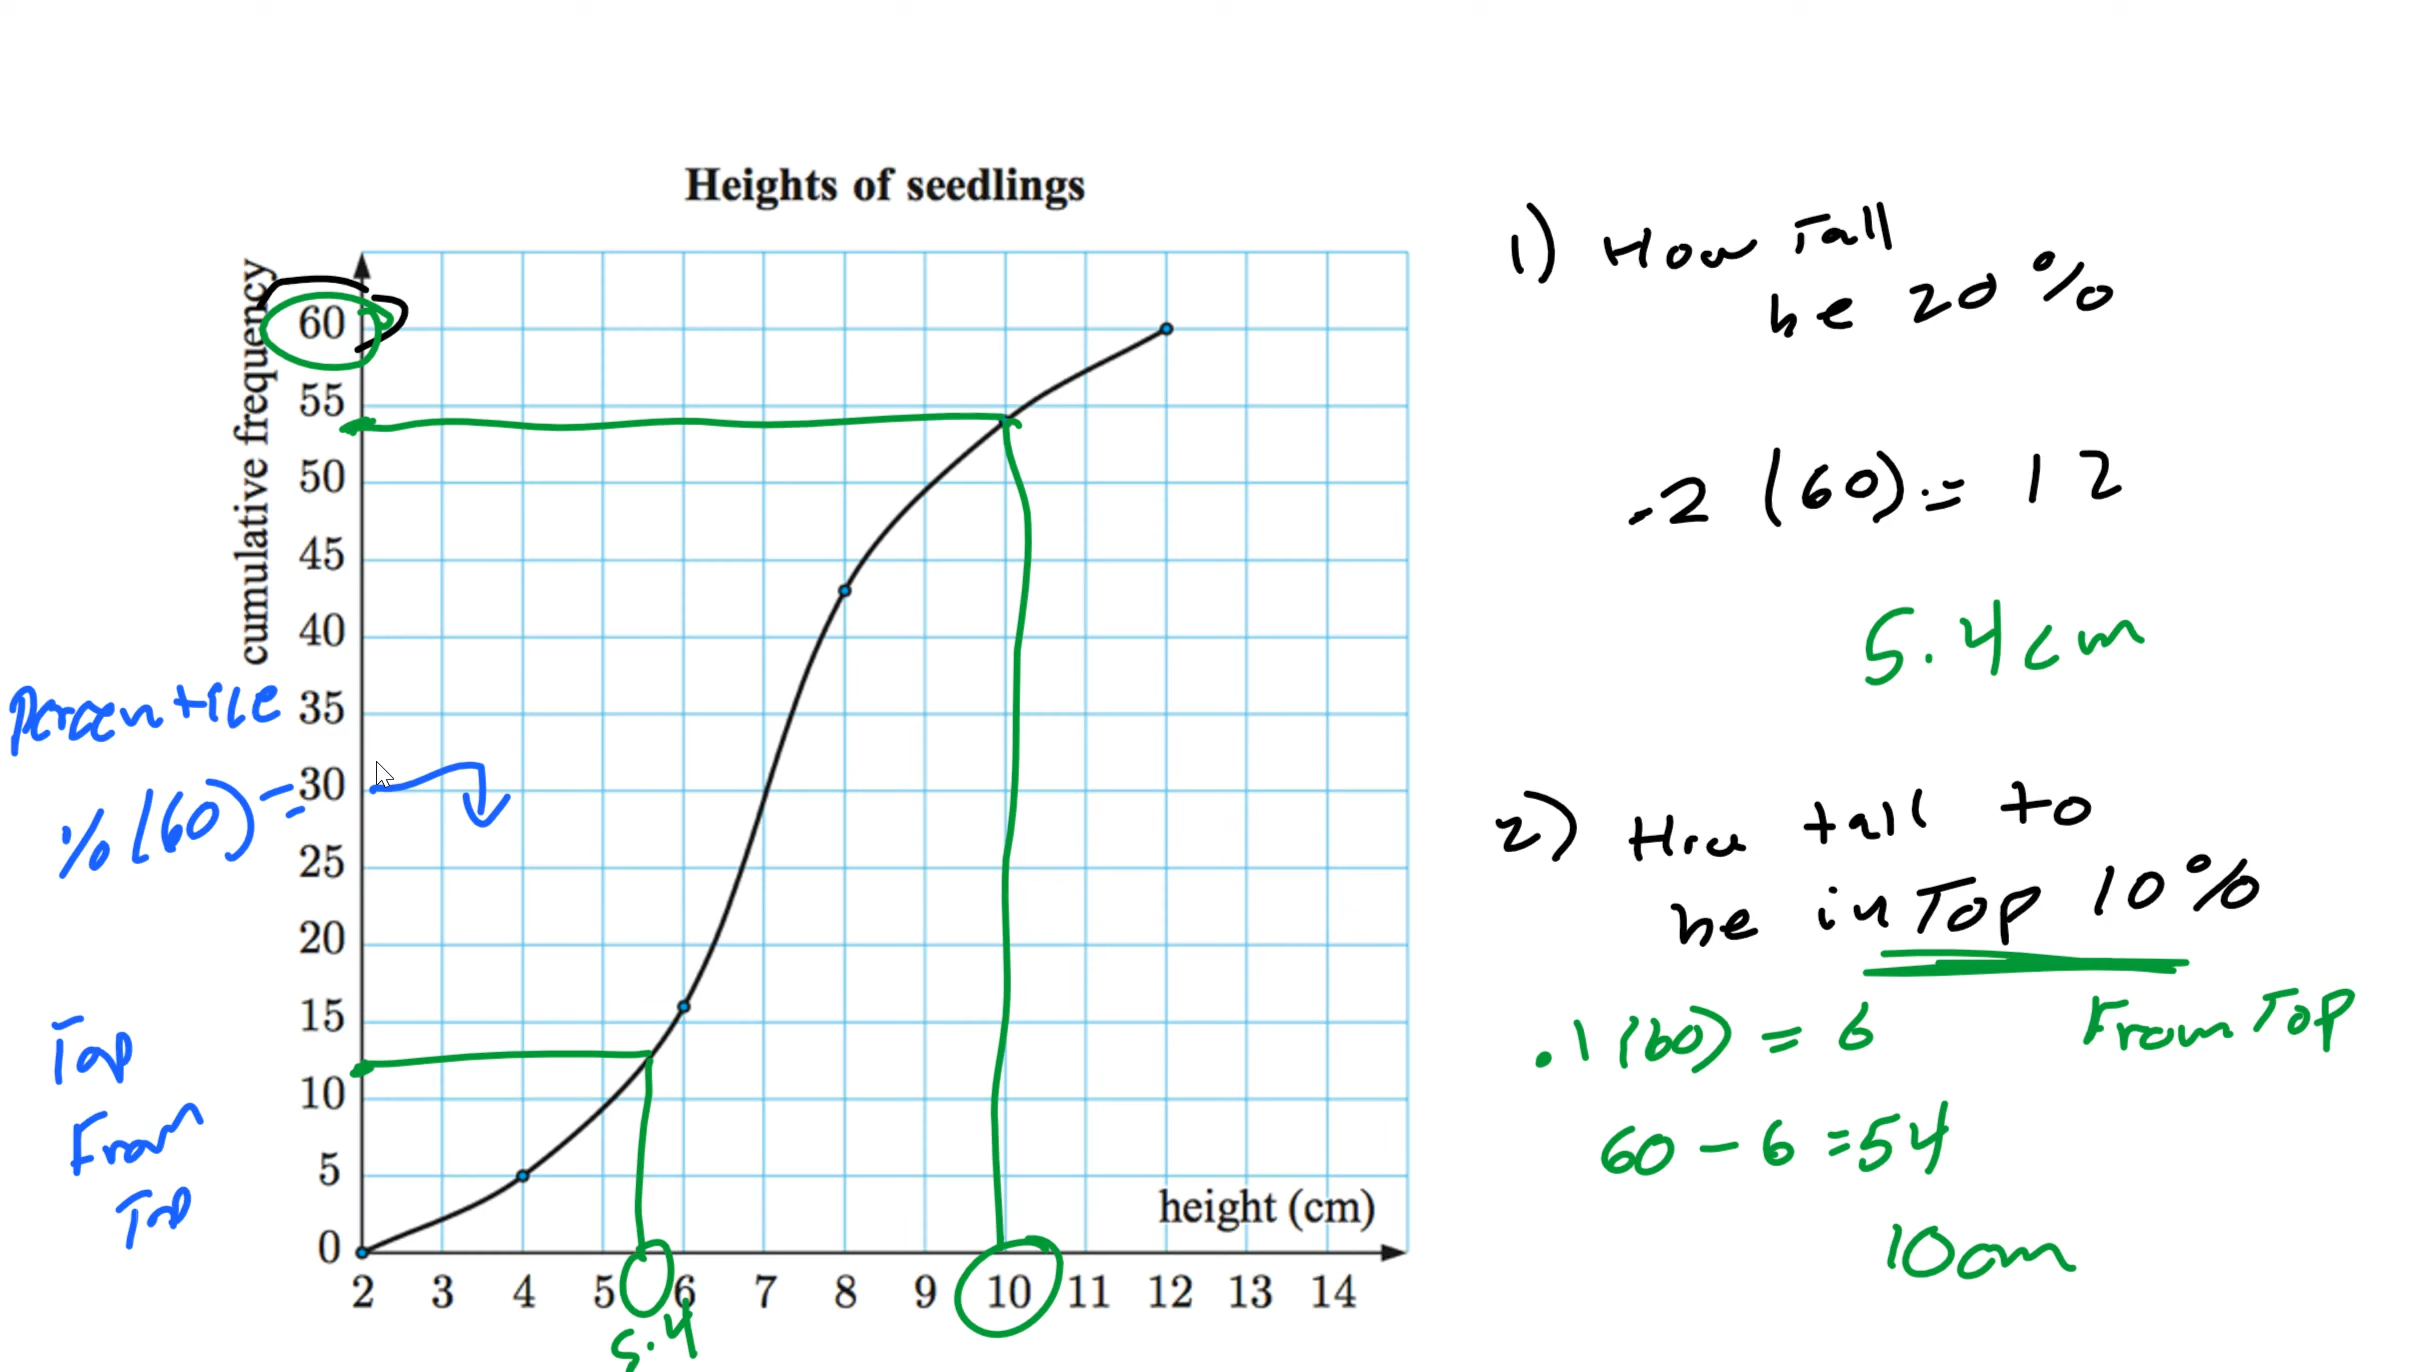 Heights of seedlings
cumulative frequency
60
55
50
45
40
35
30
25
20
15
10
5
0
2 3 4 5 6 7 8 9 10 11 12 13 14
height (cm)
5.4
percentile
% (60) =
Top
From
Top
1) How Tall
be 20%
.2 (60) = 12
5.4 cm
2) How tall to
be in Top 10%
.1 (60) = 6 From Top
60 - 6 = 54
10cm